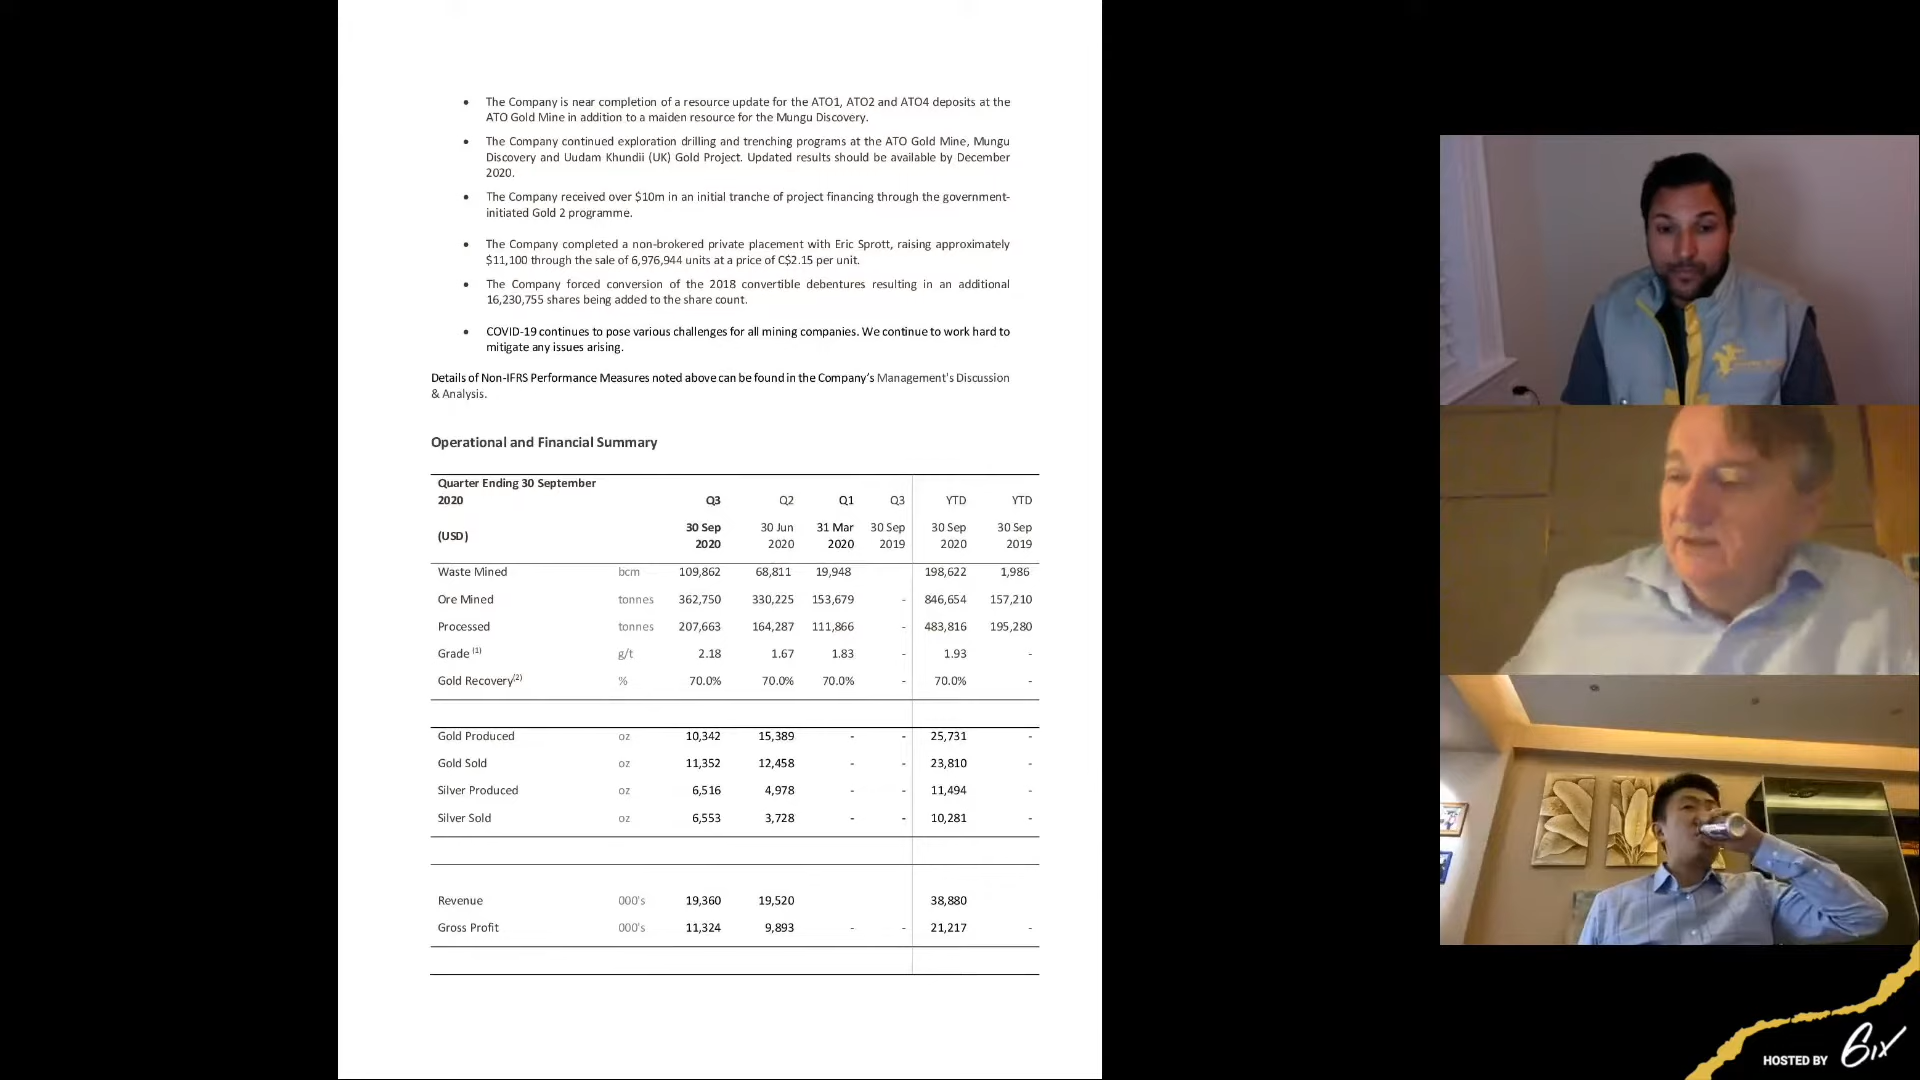 • The Company is near completion of a resource update for the ATO1, ATO2 and ATO4 deposits at the
ATO Gold Mine in addition to a maiden resource for the Mungu Discovery.
• The Company continued exploration drilling and trenching programs at the ATO Gold Mine, Mungu
Discovery and Uudam Khundii (UK) Gold Project. Updated results should be available by December
2020.
• The Company received over $10m in an initial tranche of project financing through the government-
initiated Gold 2 programme.
• The Company completed a non-brokered private placement with Eric Sprott, raising approximately
$11,100 through the sale of 6,976,944 units at a price of C$2.15 per unit.
• The Company forced conversion of the 2018 convertible debentures resulting in an additional
16,230,755 shares being added to the share count.
• COVID-19 continues to pose various challenges for all mining companies. We continue to work hard to
mitigate any issues arising.
Details of Non-IFRS Performance Measures noted above can be found in the Company's Management's Discussion
& Analysis.
Operational and Financial Summary
Quarter Ending 30 September
2020 Q3 Q2 Q1 Q3 YTD YTD
(USD) 30 Sep 30 Jun 31 Mar 30 Sep 30 Sep 30 Sep
2020 2020 2020 2019 2020 2019
Waste Mined bcm 109,862 68,811 19,948 198,622 1,986
Ore Mined tonnes 362,750 330,225 153,679 - 846,654 157,210
Processed tonnes 207,663 164,287 111,866 - 483,816 195,280
Grade (1) g/t 2.18 1.67 1.83 - 1.93 -
Gold Recovery(2) % 70.0% 70.0% 70.0% - 70.0% -
Gold Produced oz 10,342 15,389 - - 25,731 -
Gold Sold oz 11,352 12,458 - - 23,810 -
Silver Produced oz 6,516 4,978 - - 11,494 -
Silver Sold oz 6,553 3,728 - - 10,281 -
Revenue 000's 19,360 19,520 38,880
Gross Profit 000's 11,324 9,893 - - 21,217 -
HOSTED BY 6ix